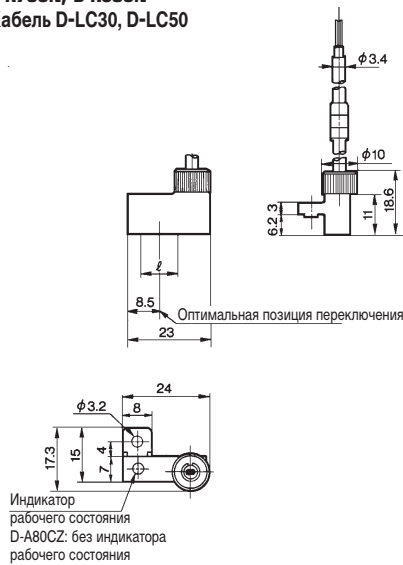 Кабель D-LC30, D-LC50
ϕ3.4
ϕ10
3
6.2
11
18.6
ℓ
8.5
Оптимальная позиция переключения
23
24
ϕ3.2
8
17.3
15
4
7
Индикатор
рабочего состояния
D-A80CZ: без индикатора
рабочего состояния